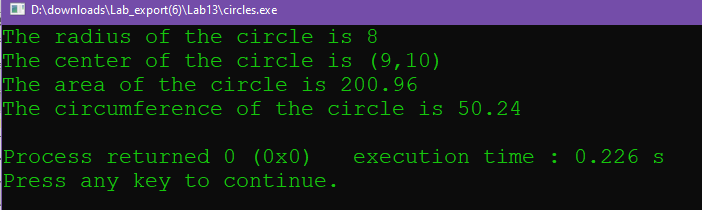 D:\downloads\Lab_export(6)\Lab13\circles.exe
The radius of the circle is 8
The center of the circle is (9,10)
The area of the circle is 200.96
The circumference of the circle is 50.24
Process returned 0 (0x0)   execution time : 0.226 s
Press any key to continue.